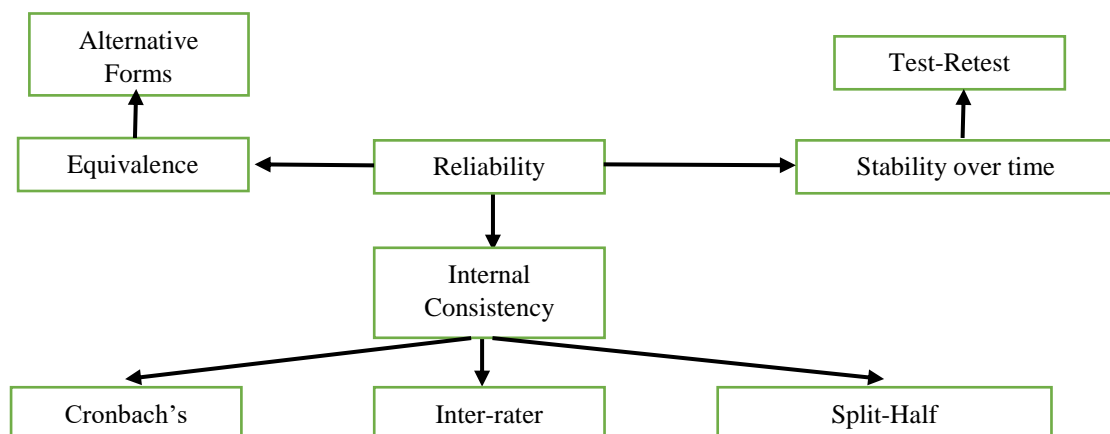 Alternative
Forms
Test-Retest
Equivalence
Reliability
Stability over time
Internal
Consistency
Cronbach's
Inter-rater
Split-Half